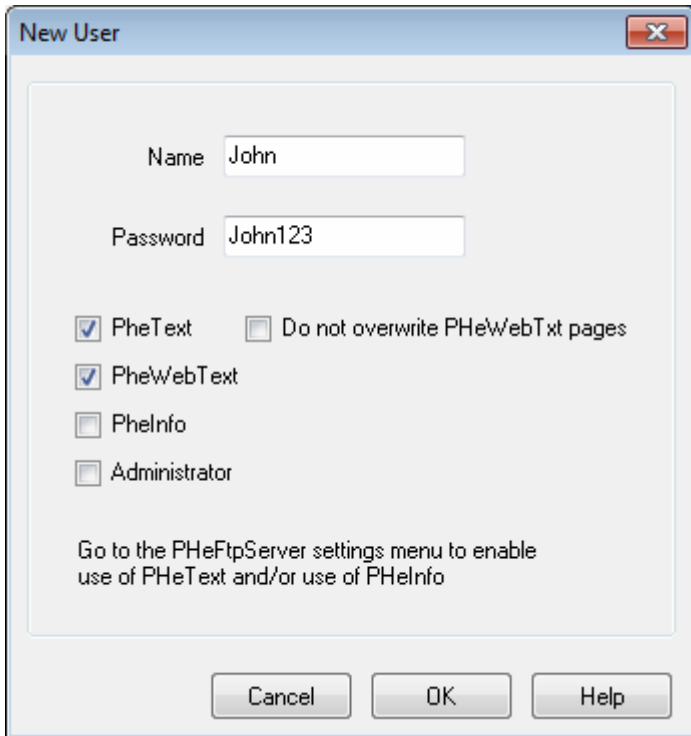 New User
Name John
Password John123
PheText Do not overwrite PHeWebTxt pages
PheWebText
PheInfo
Administrator
Go to the PHeFtpServer settings menu to enable
use of PHeText and/or use of PHeInfo
Cancel OK Help